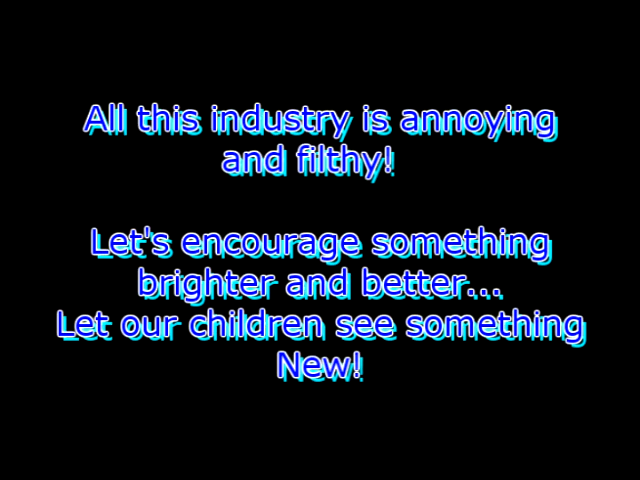 All this industry is annoying
and filthy!
Let's encourage something
brighter and better...
Let our children see something
New!